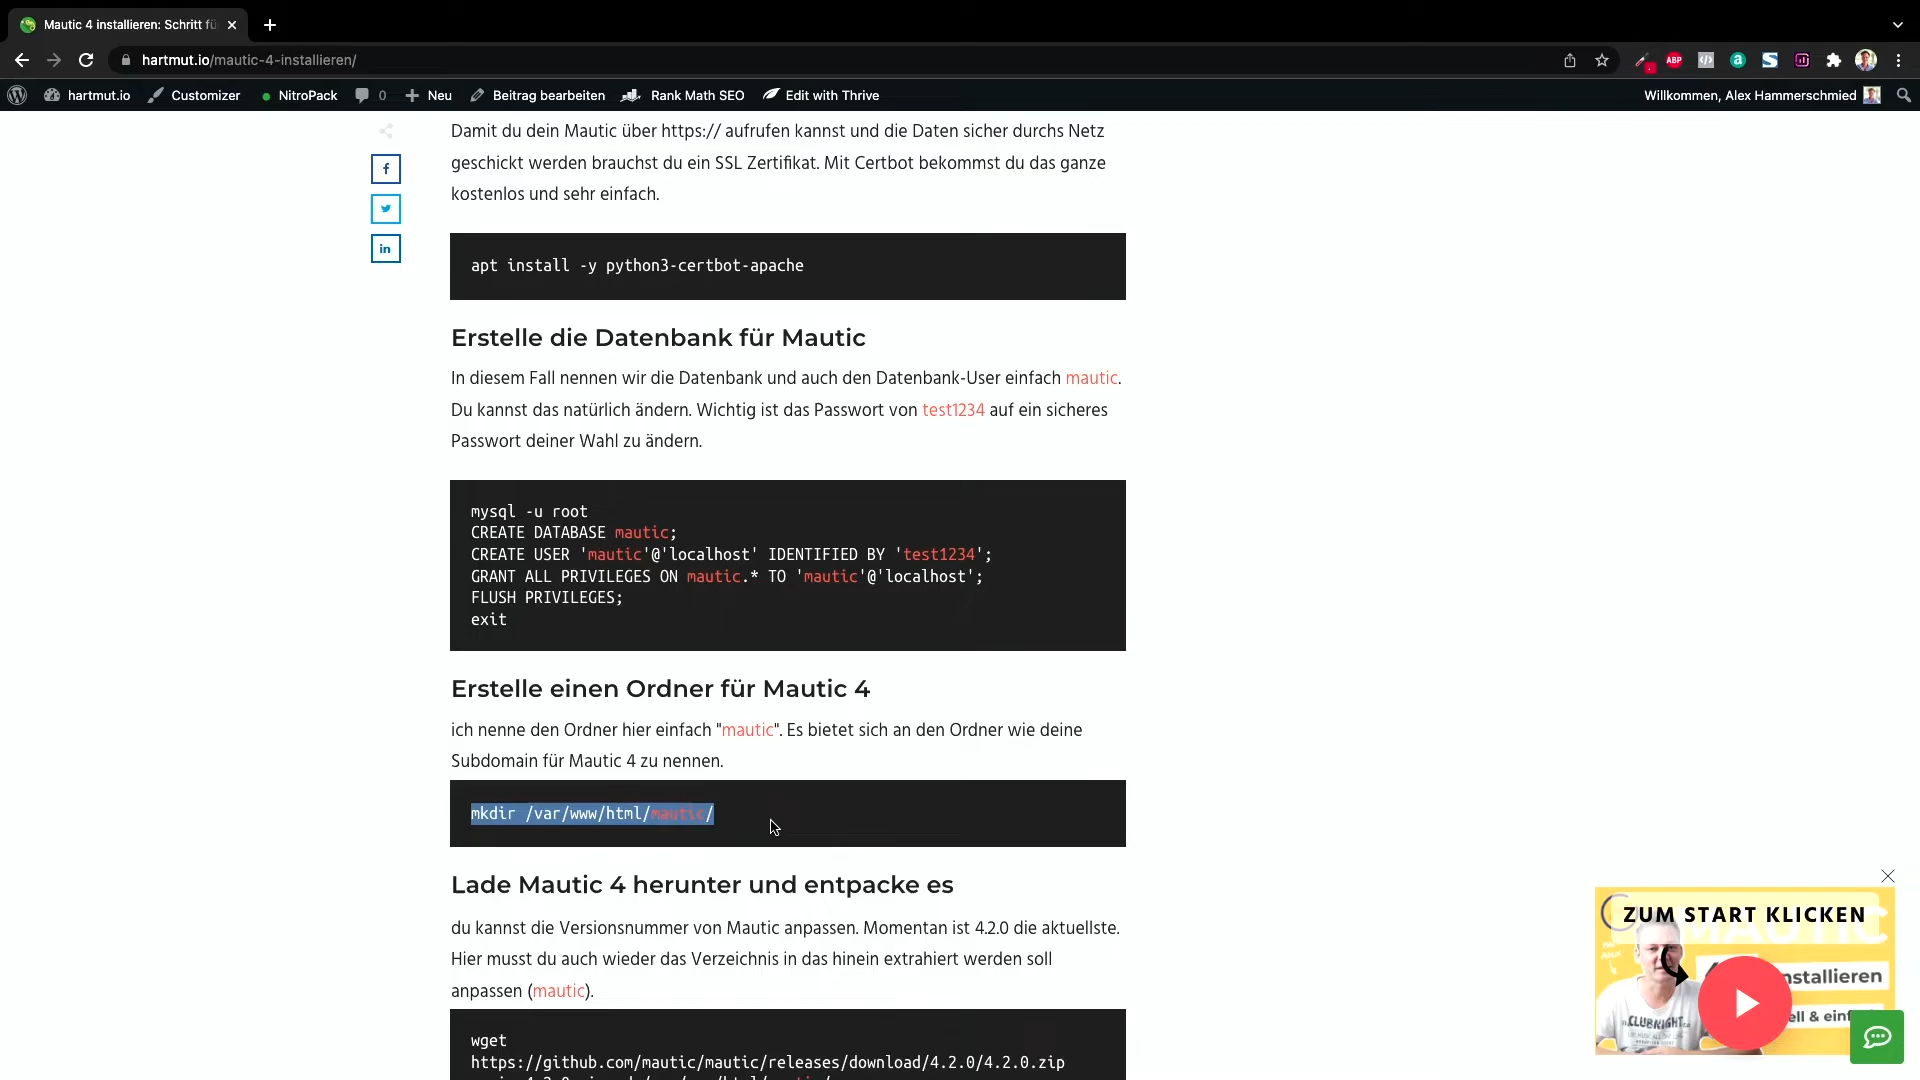 Mautic 4 installieren: Schritt fü
hartmut.io/mautic-4-installieren/
ABP
hartmut.io Customizer NitroPack 0 Neu Beitrag bearbeiten Rank Math SEO Edit with Thrive Willkommen, Alex Hammerschmied
Damit du dein Mautic über https:// aufrufen kannst und die Daten sicher durchs Netz
geschickt werden brauchst du ein SSL Zertifikat. Mit Certbot bekommst du das ganze
kostenlos und sehr einfach.
apt install -y python3-certbot-apache
Erstelle die Datenbank für Mautic
In diesem Fall nennen wir die Datenbank und auch den Datenbank-User einfach mautic.
Du kannst das natürlich ändern. Wichtig ist das Passwort von test1234 auf ein sicheres
Passwort deiner Wahl zu ändern.
mysql -u root
CREATE DATABASE mautic;
CREATE USER 'mautic'@'localhost' IDENTIFIED BY 'test1234';
GRANT ALL PRIVILEGES ON mautic.* TO 'mautic'@'localhost';
FLUSH PRIVILEGES;
exit
Erstelle einen Ordner für Mautic 4
ich nenne den Ordner hier einfach "mautic". Es bietet sich an den Ordner wie deine
Subdomain für Mautic 4 zu nennen.
mkdir /var/www/html/mautic/
Lade Mautic 4 herunter und entpacke es
du kannst die Versionsnummer von Mautic anpassen. Momentan ist 4.2.0 die aktuellste.
Hier musst du auch wieder das Verzeichnis in das hinein extrahiert werden soll
anpassen (mautic).
wget
https://github.com/mautic/mautic/releases/download/4.2.0/4.2.0.zip
ZUM START KLICKEN
MAUTIC
nstallieren
ell & einf
CLUBNIGHT